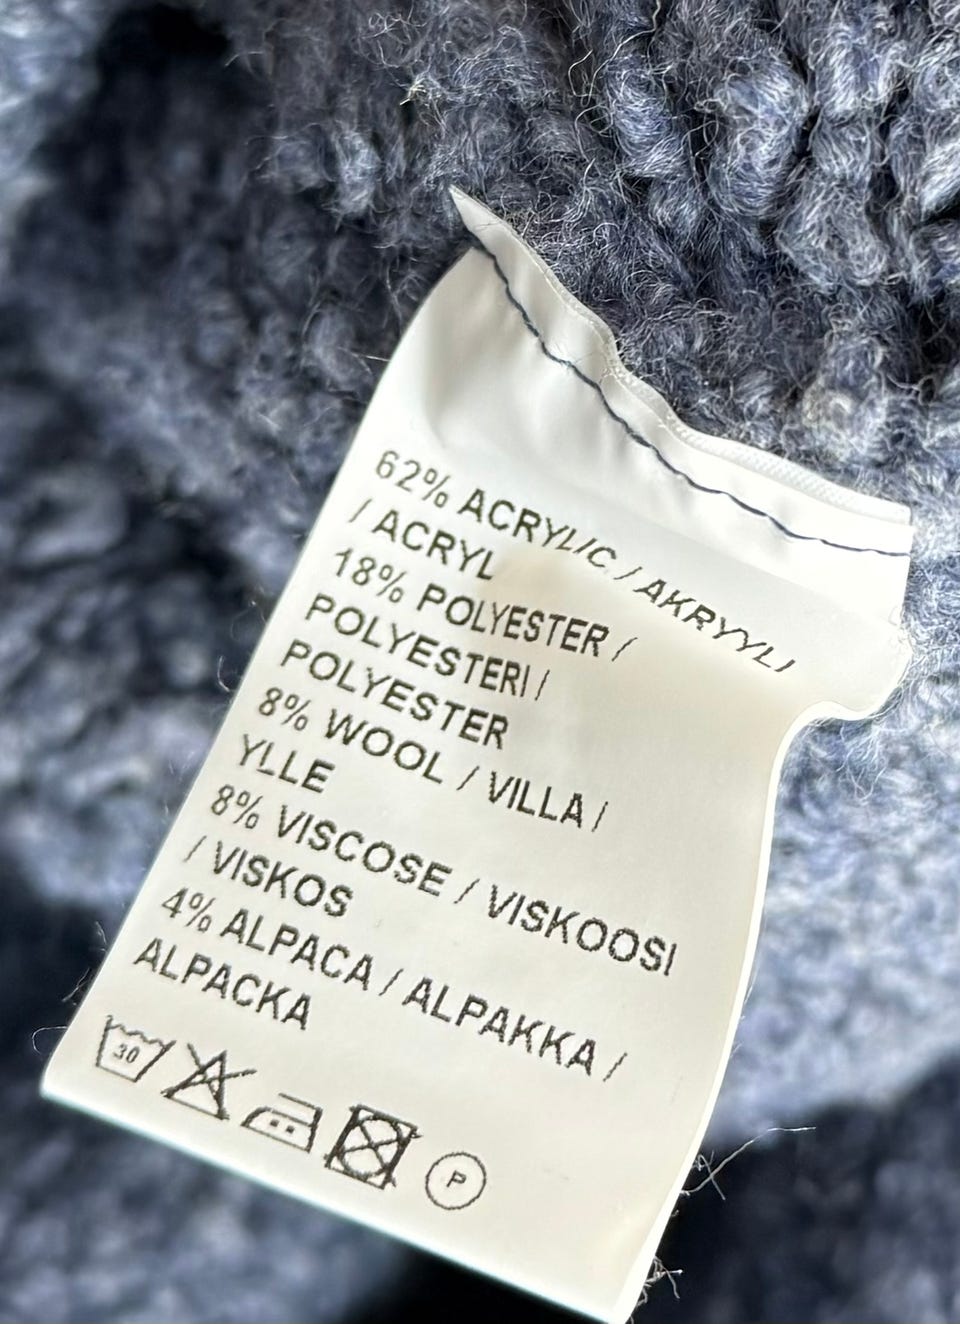 62% ACRYLIC / AKRYYLI
/ ACRYL
18% POLYESTER /
POLYESTERI /
POLYESTER
8% WOOL / VILLA /
YLLE
8% VISCOSE / VISKOOSI
/ VISKOS
4% ALPACA / ALPAKKA /
ALPACKA
30
P